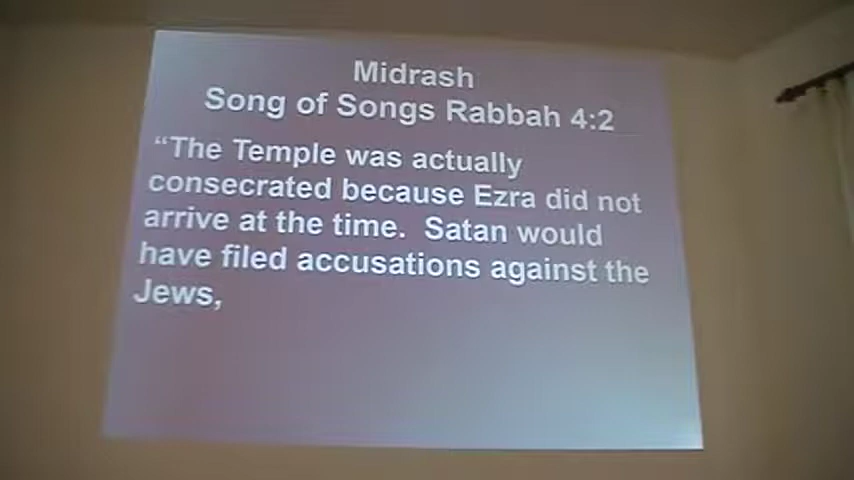 Midrash
Song of Songs Rabbah 4:2
“The Temple was actually
consecrated because Ezra did not
arrive at the time.  Satan would
have filed accusations against the
Jews,